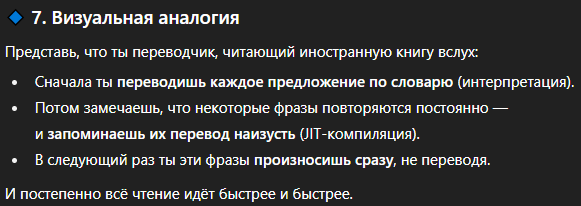 🔷 7. Визуальная аналогия
Представь, что ты переводчик, читающий иностранную книгу вслух:
• Сначала ты переводишь каждое предложение по словарю (интерпретация).
• Потом замечаешь, что некоторые фразы повторяются постоянно —
и запоминаешь их перевод наизусть (JIT-компиляция).
• В следующий раз ты эти фразы произносишь сразу, не переводя.
И постепенно всё чтение идёт быстрее и быстрее.